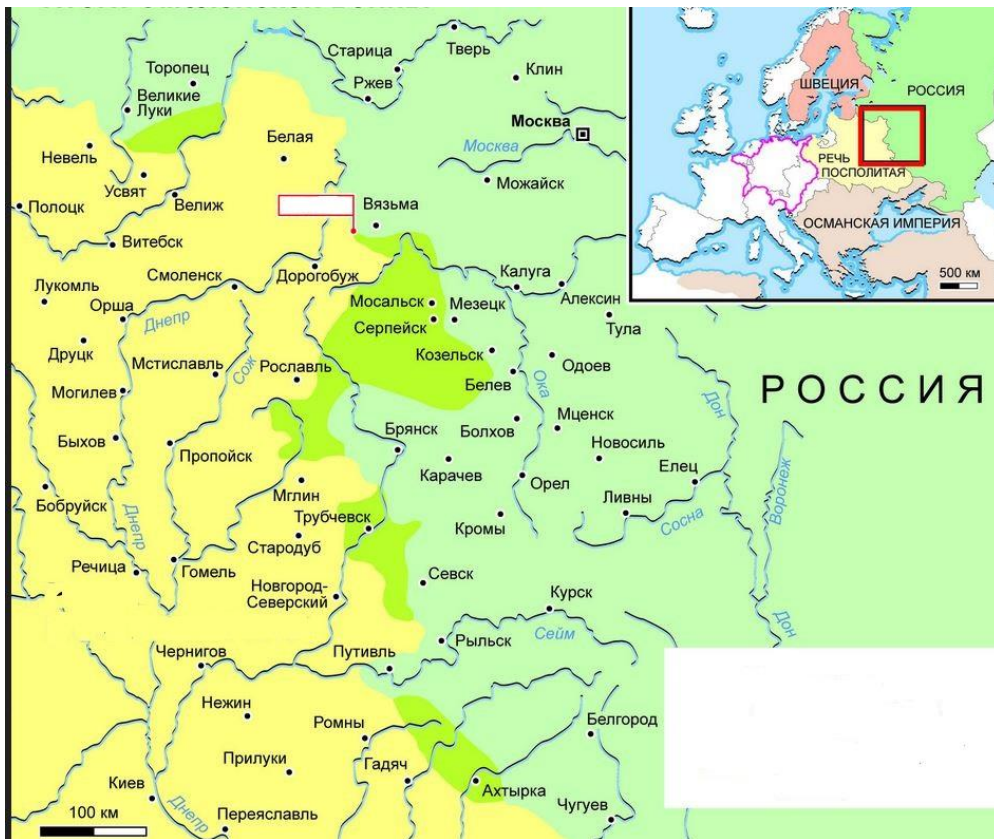 Тверь
Старица
Ржев
Клин
Торопец
Великие
Луки
Белая
Москва
Москва
Невель
Усвят
Велиж
Можайск
Полоцк
Вязьма
Витебск
Смоленск
Дорогобуж
Калуга
Алексин
Лукомль
Орша
Днепр
Мосальск
Мезецк
Серпейск
Тула
Друцк
Мстиславль
Сож
Рославль
Козельск
Одоев
Белев
Ока
Дон
РОССИЯ
Могилев
Мценск
Болхов
Быхов
Пропойск
Брянск
Карачев
Новосиль
Елец
Орел
Ливны
Сосна
Воронеж
Бобруйск
Мглин
Днепр
Трубчевск
Кромы
Стародуб
Речица
Гомель
Новгород-
Северский
Севск
Курск
Сейм
Дон
Рыльск
Чернигов
Путивль
Нежин
Ромны
Белгород
Прилуки
Гадяч
Киев
Ахтырка
Днепр
Переяславль
Чугуев
100 км
ШВЕЦИЯ
РОССИЯ
РЕЧЬ
ПОСПОЛИТАЯ
ОСМАНСКАЯ ИМПЕРИЯ
500 км